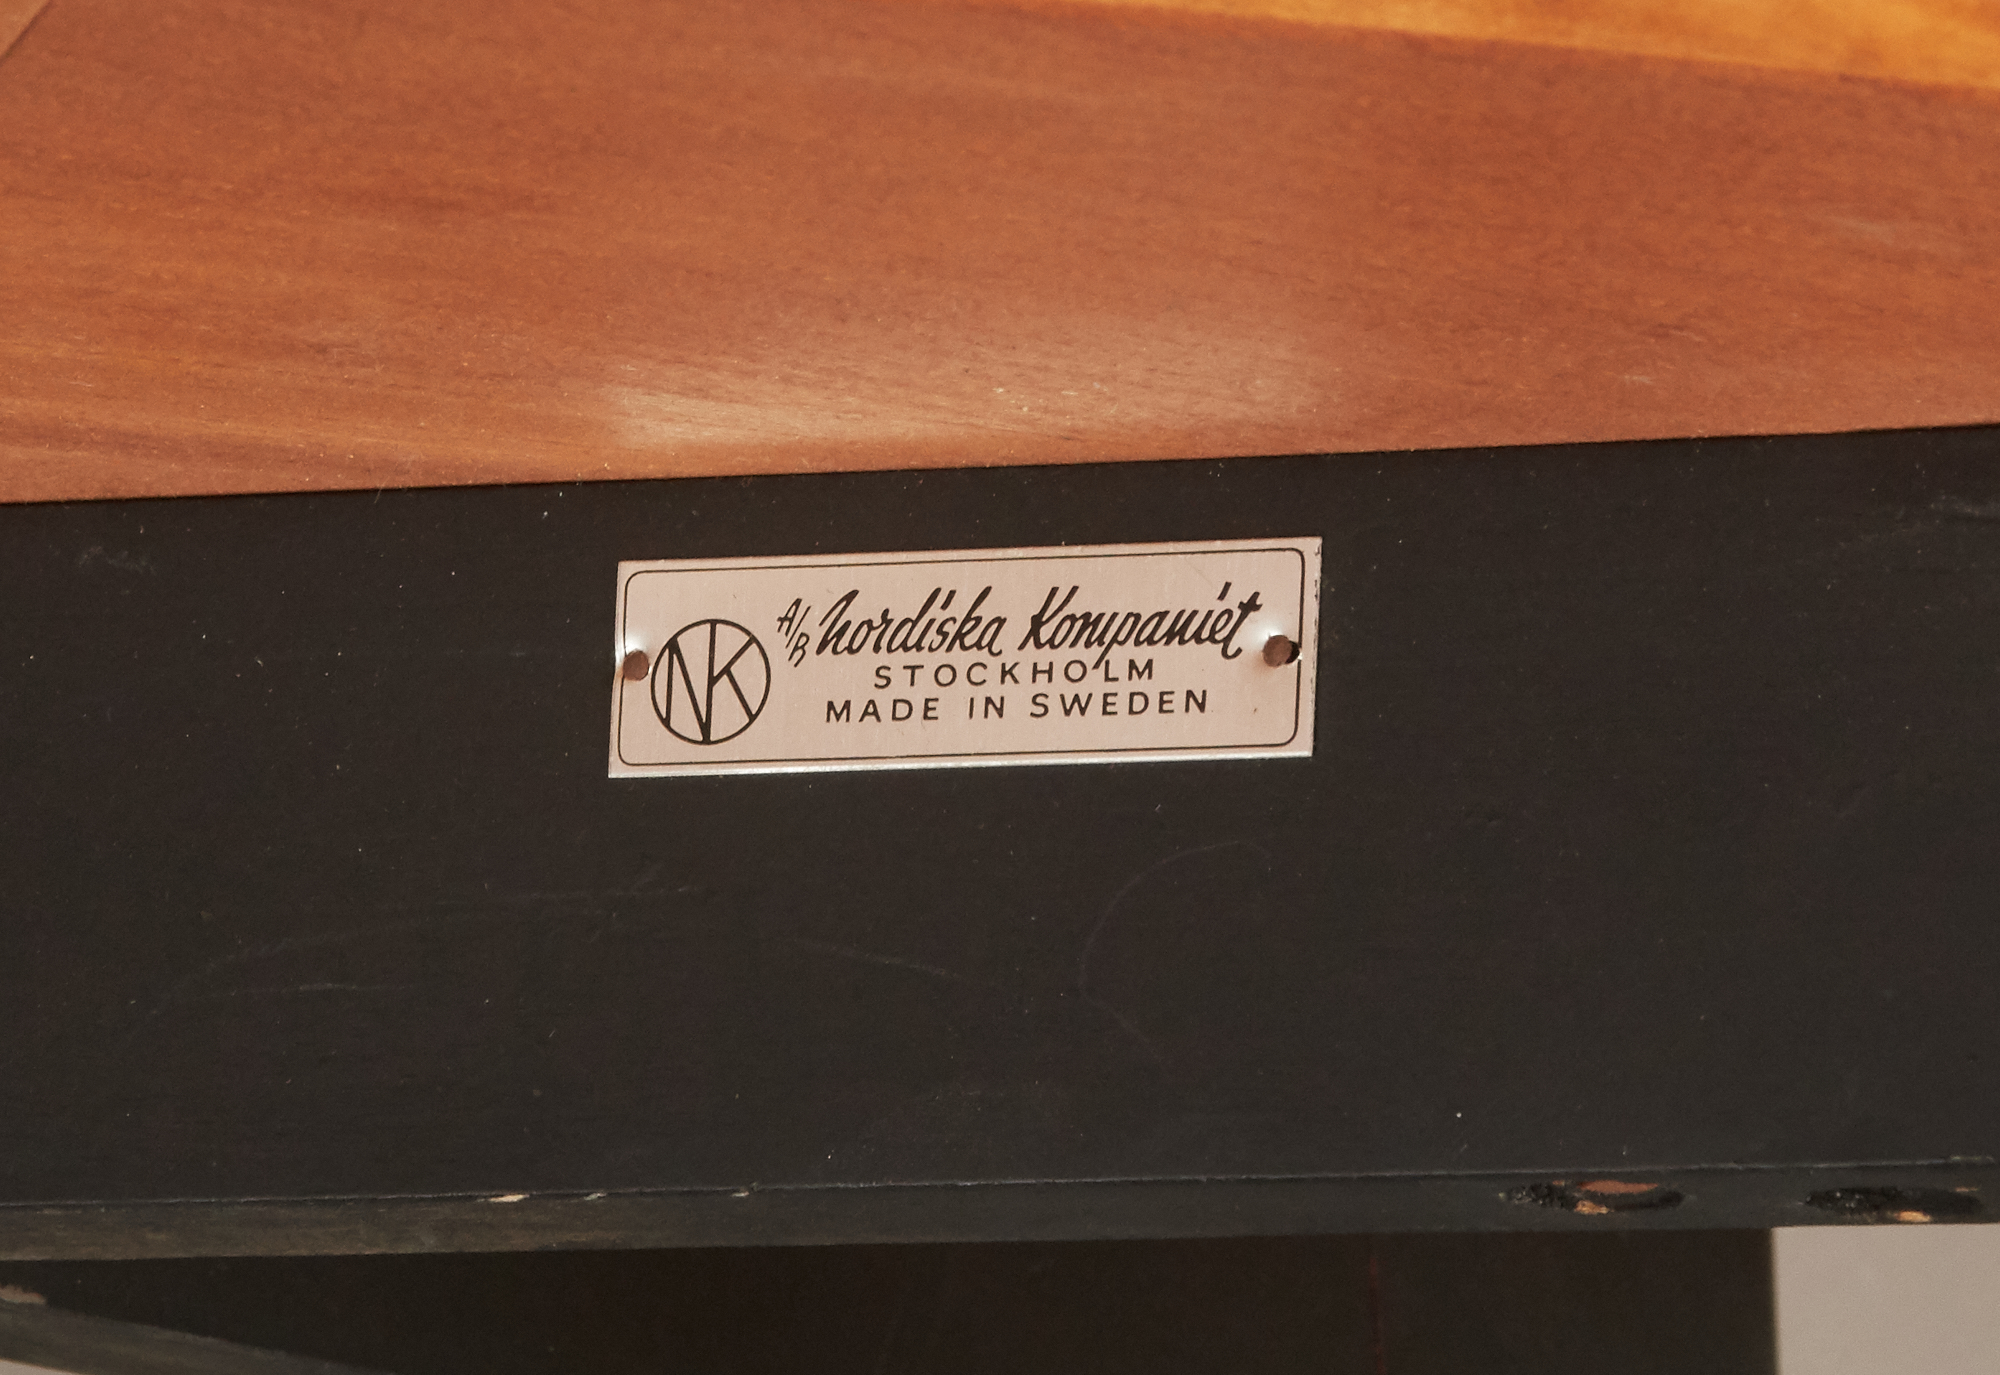 NK
A/B Nordiska Kompaniet
STOCKHOLM
MADE IN SWEDEN